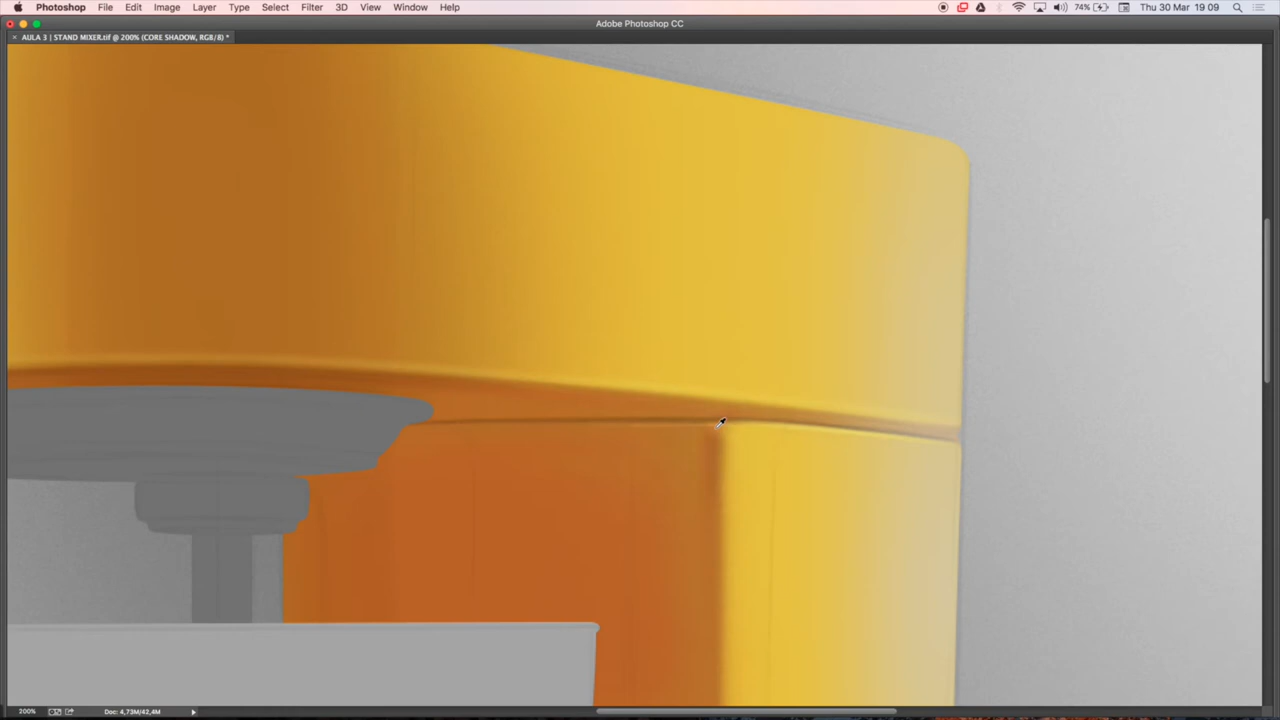 Photoshop File Edit Image Layer Type Select Filter 3D View Window Help 74% Thu 30 Mar 19 09
Adobe Photoshop CC
× AULA 3 | STAND MIXER.tif @ 200% (CORE SHADOW, RGB/8) *
200% Doc: 4,73M/42,4M